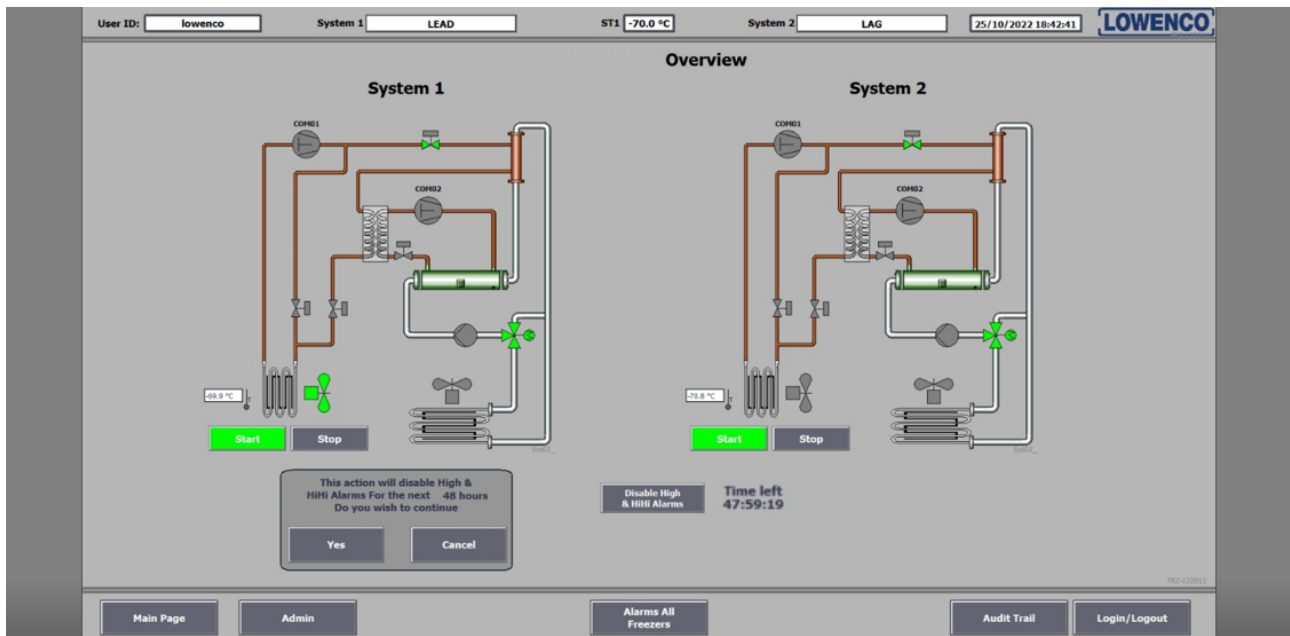 User ID: lowenco System 1 LEAD ST1 -70.0 °C System 2 LAG 25/10/2022 18:42:41 LOWENCO
Overview
System 1 System 2
COM01 COM01
COM02 COM02
-69.9 °C -70.8 °C
Start Stop Start Stop
Sys01_ Sys02_
This action will disable High &
HiHi Alarms For the next 48 hours
Do you wish to continue
Yes Cancel
Disable High
& HiHi Alarms
Time left
47:59:19
Main Page Admin
Alarms All
Freezers
Audit Trail Login/Logout